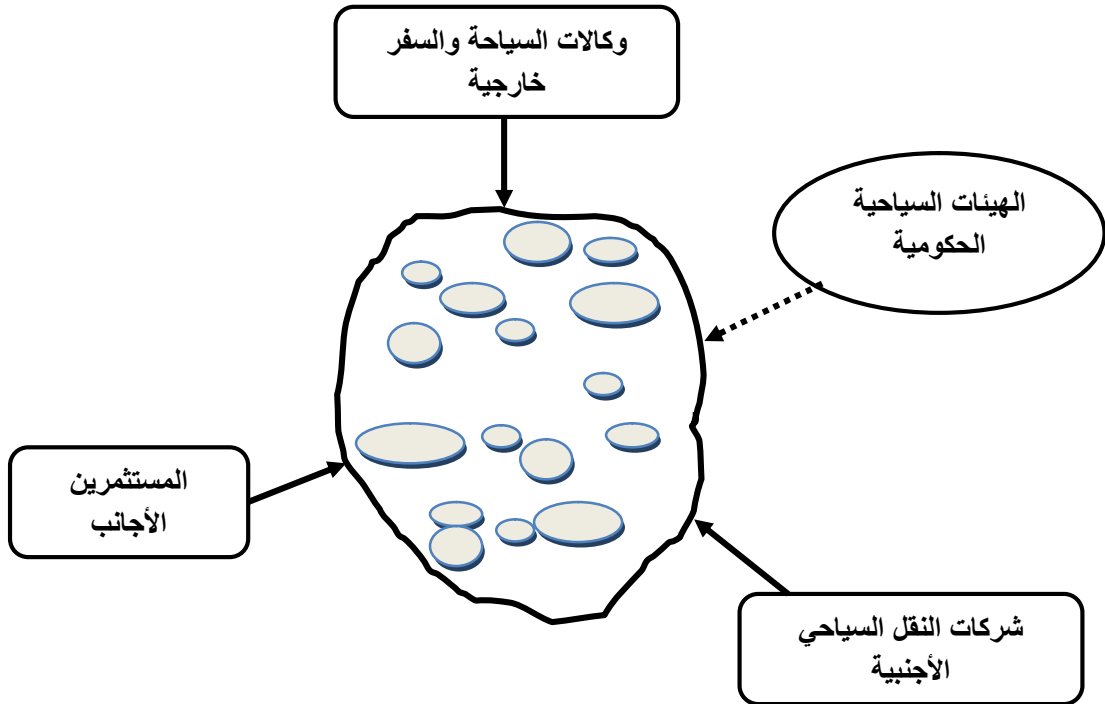 وكالات السياحة والسفر
خارجية
الهيئات السياحية
الحكومية
المستثمرين
الأجانب
شركات النقل السياحي
الأجنبية